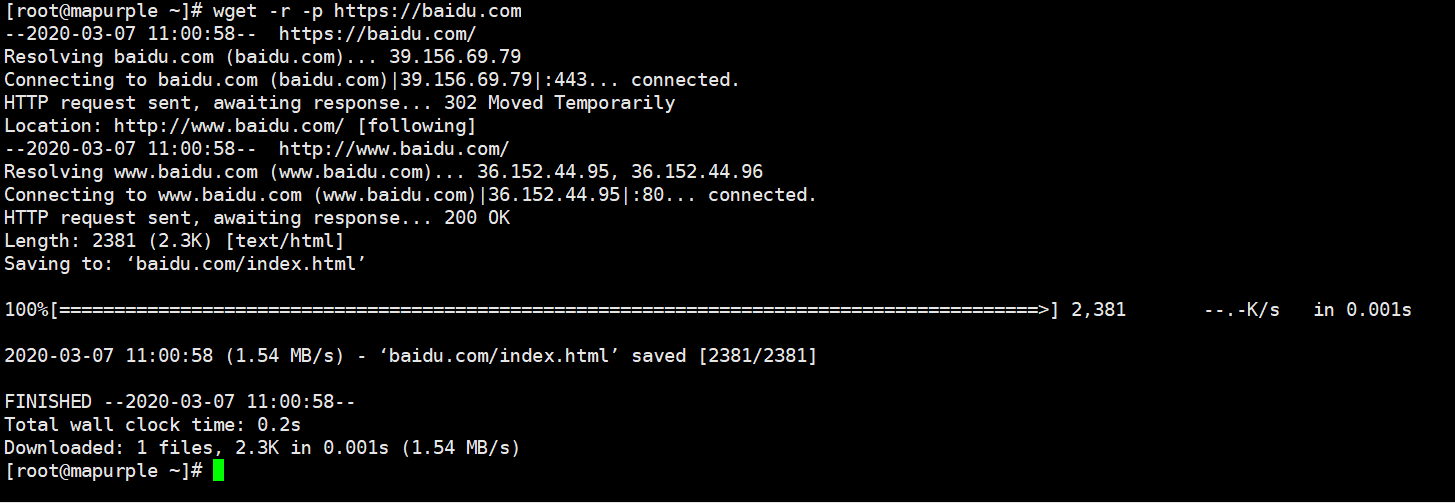 [root@mapurple ~]# wget -r -p https://baidu.com
--2020-03-07 11:00:58--  https://baidu.com/
Resolving baidu.com (baidu.com)... 39.156.69.79
Connecting to baidu.com (baidu.com)|39.156.69.79|:443... connected.
HTTP request sent, awaiting response... 302 Moved Temporarily
Location: http://www.baidu.com/ [following]
--2020-03-07 11:00:58--  http://www.baidu.com/
Resolving www.baidu.com (www.baidu.com)... 36.152.44.95, 36.152.44.96
Connecting to www.baidu.com (www.baidu.com)|36.152.44.95|:80... connected.
HTTP request sent, awaiting response... 200 OK
Length: 2381 (2.3K) [text/html]
Saving to: ‘baidu.com/index.html’
100%[=========================================================================================>] 2,381       --.-K/s   in 0.001s
2020-03-07 11:00:58 (1.54 MB/s) - ‘baidu.com/index.html’ saved [2381/2381]
FINISHED --2020-03-07 11:00:58--
Total wall clock time: 0.2s
Downloaded: 1 files, 2.3K in 0.001s (1.54 MB/s)
[root@mapurple ~]#